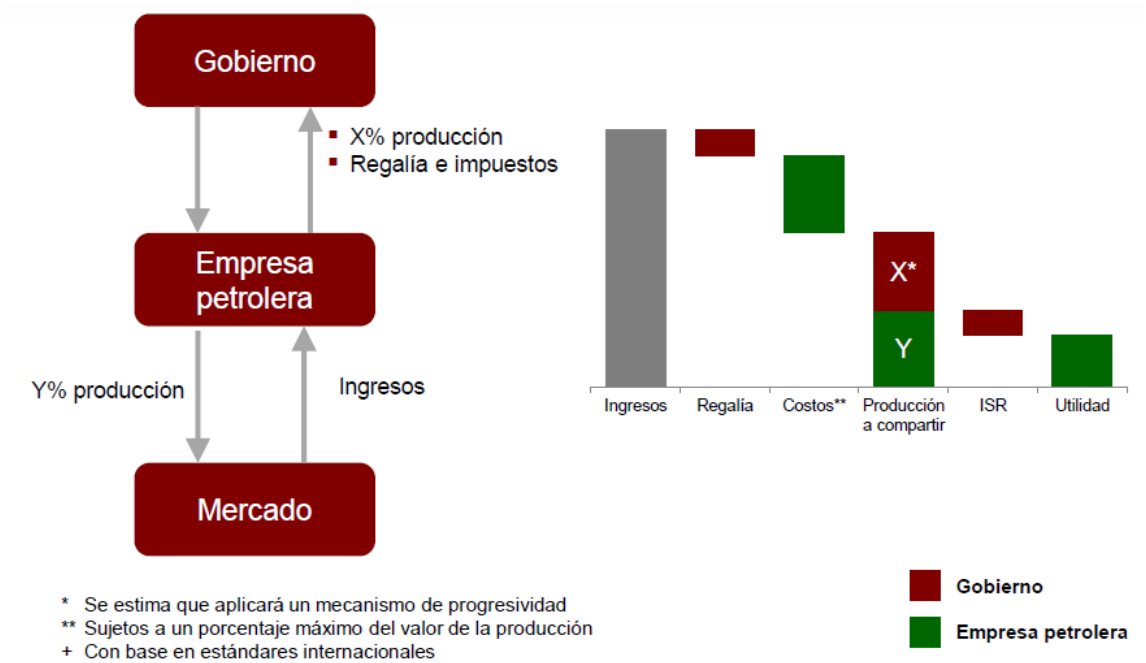 Gobierno
▪ X% producción
▪ Regalía e impuestos
Empresa
petrolera
Y% producción
Ingresos
Mercado
X*
Y
Ingresos
Regalía
Costos**
Producción
a compartir
ISR
Utilidad
* Se estima que aplicará un mecanismo de progresividad
** Sujetos a un porcentaje máximo del valor de la producción
+ Con base en estándares internacionales
Gobierno
Empresa petrolera